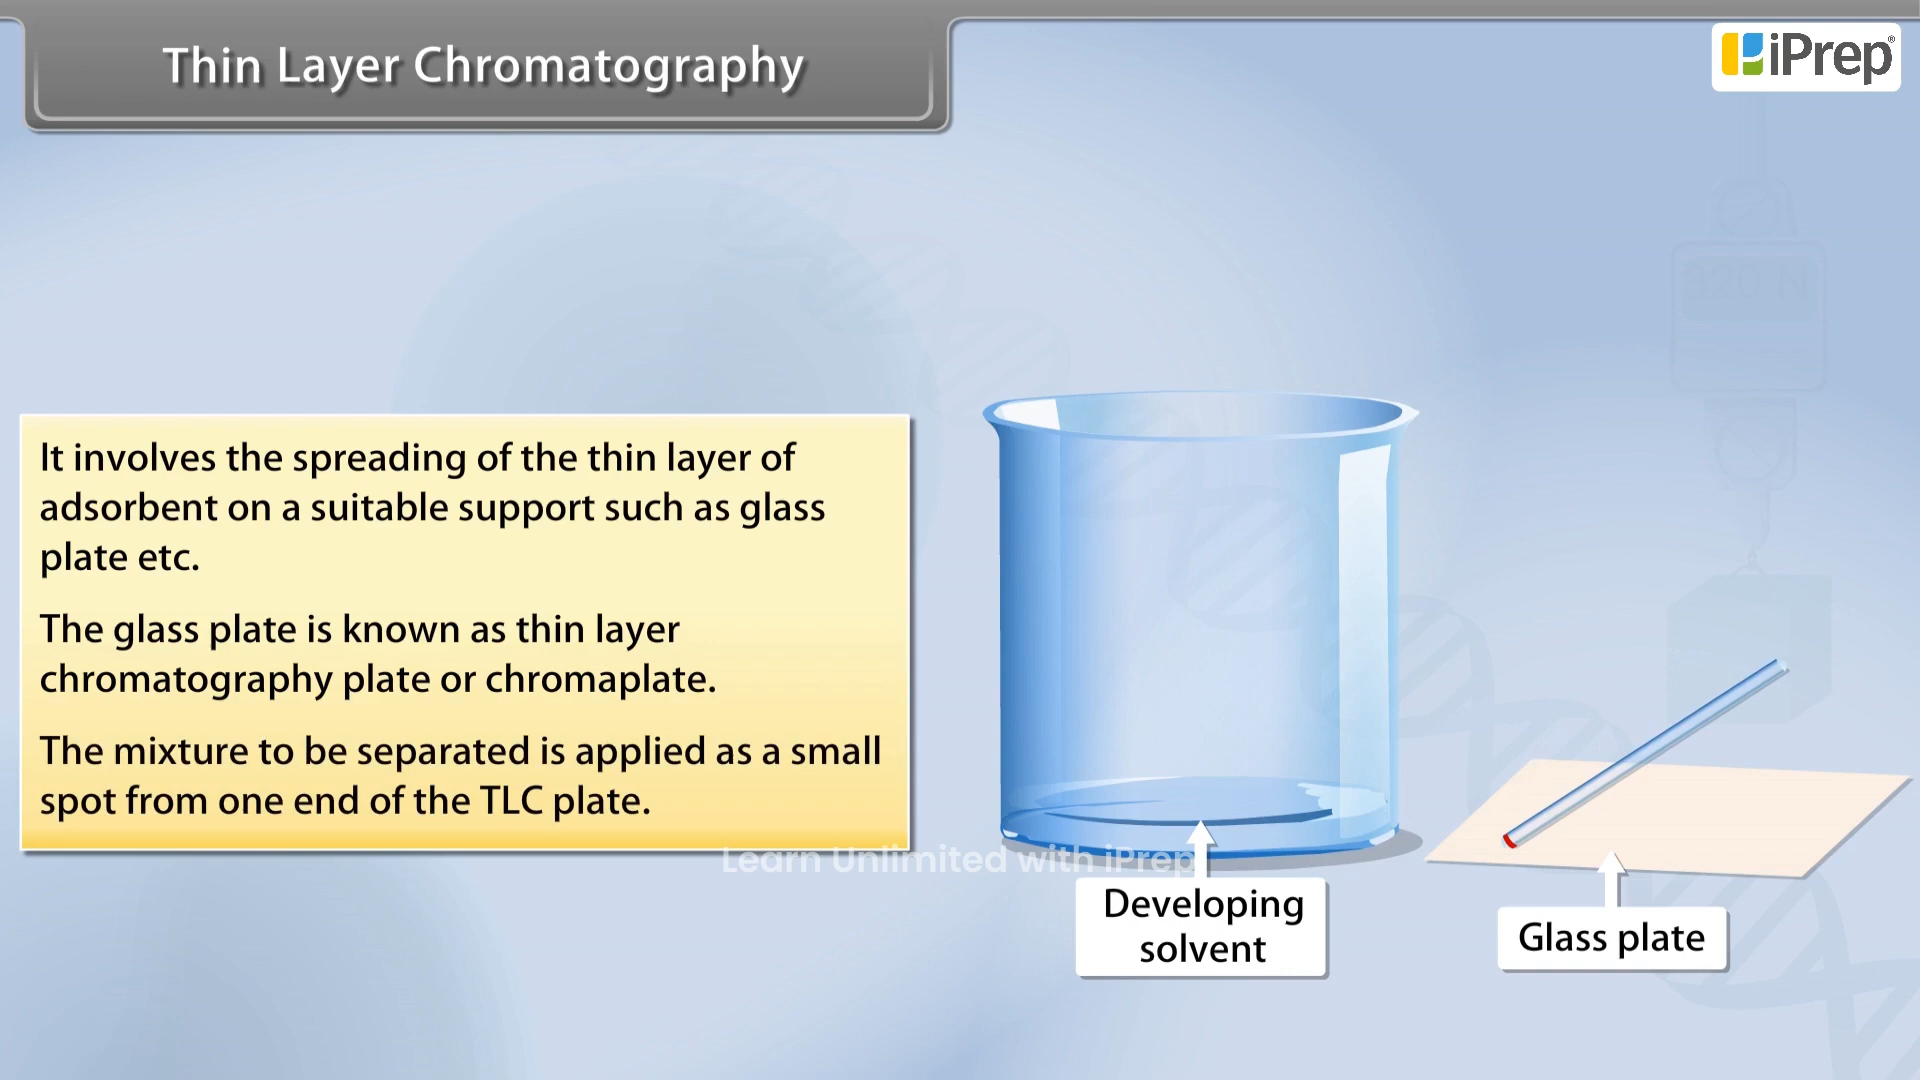 Thin Layer Chromatography
iPrep®
320 N
It involves the spreading of the thin layer of
adsorbent on a suitable support such as glass
plate etc.
The glass plate is known as thin layer
chromatography plate or chromaplate.
The mixture to be separated is applied as a small
spot from one end of the TLC plate.
Learn Unlimited with iPrep
Developing
solvent
Glass plate